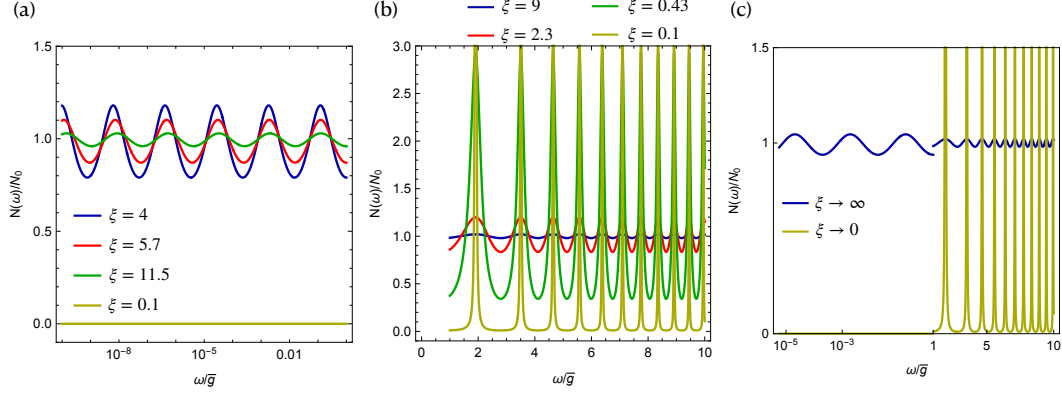 (a)
N(ω)/N₀
1.5
1.0
0.5
0.0
ξ = 4
ξ = 5.7
ξ = 11.5
ξ = 0.1
10⁻⁸
10⁻⁵
0.01
ω/g̅
(b)
ξ = 9
ξ = 0.43
ξ = 2.3
ξ = 0.1
N(ω)/N₀
3.0
2.5
2.0
1.5
1.0
0.5
0.0
0 2 4 6 8 10
ω/g̅
(c)
N(ω)/N₀
1.5
1
0
ξ → ∞
ξ → 0
10⁻⁵ 10⁻³ 1 5 10
ω/g̅